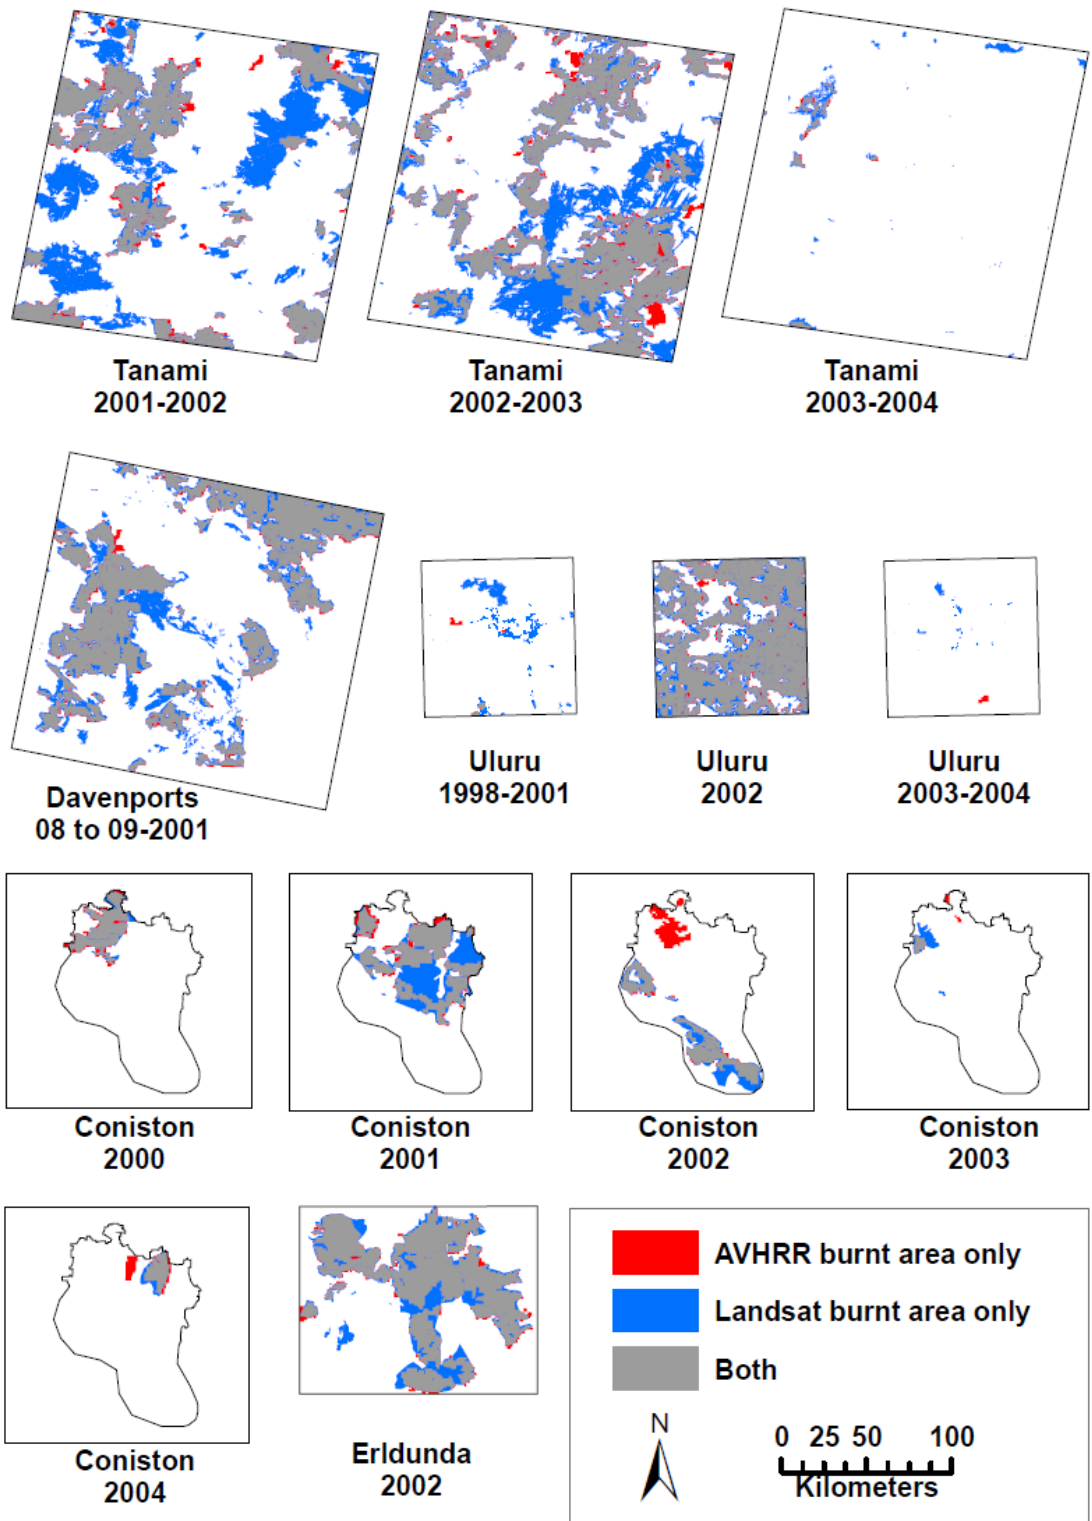 Tanami
2001-2002
Tanami
2002-2003
Tanami
2003-2004
Davenports
08 to 09-2001
Uluru
1998-2001
Uluru
2002
Uluru
2003-2004
Coniston
2000
Coniston
2001
Coniston
2002
Coniston
2003
Coniston
2004
Erldunda
2002
AVHRR burnt area only
Landsat burnt area only
Both
N
0 25 50 100
Kilometers